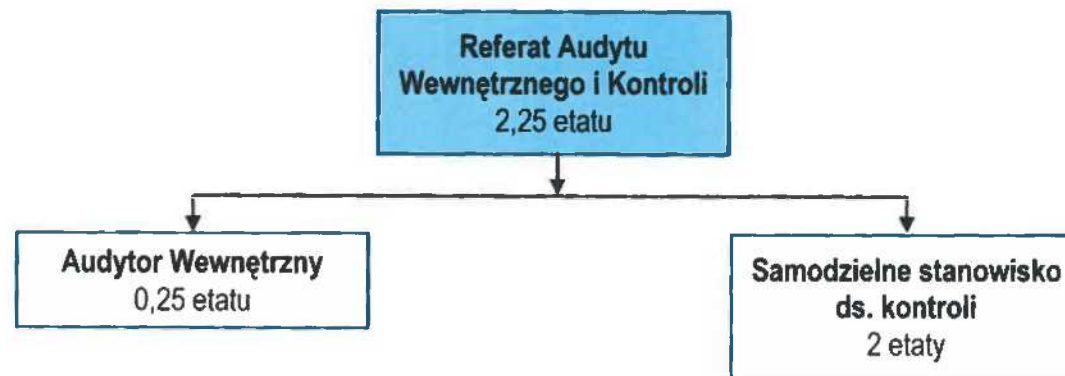 Referat Audytu
Wewnętrznego i Kontroli
2,25 etatu
Audytor Wewnętrzny
0,25 etatu
Samodzielne stanowisko
ds. kontroli
2 etaty